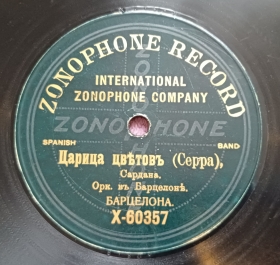 ZONOPHONE RECORD
INTERNATIONAL
ZONOPHONE COMPANY
ZONOPHONE
SPANISH BAND
Царица цвѣтовъ (Серра),
Сардана.
Орк. въ Барцелонѣ.
БАРЦЕЛОНА.
X-60357